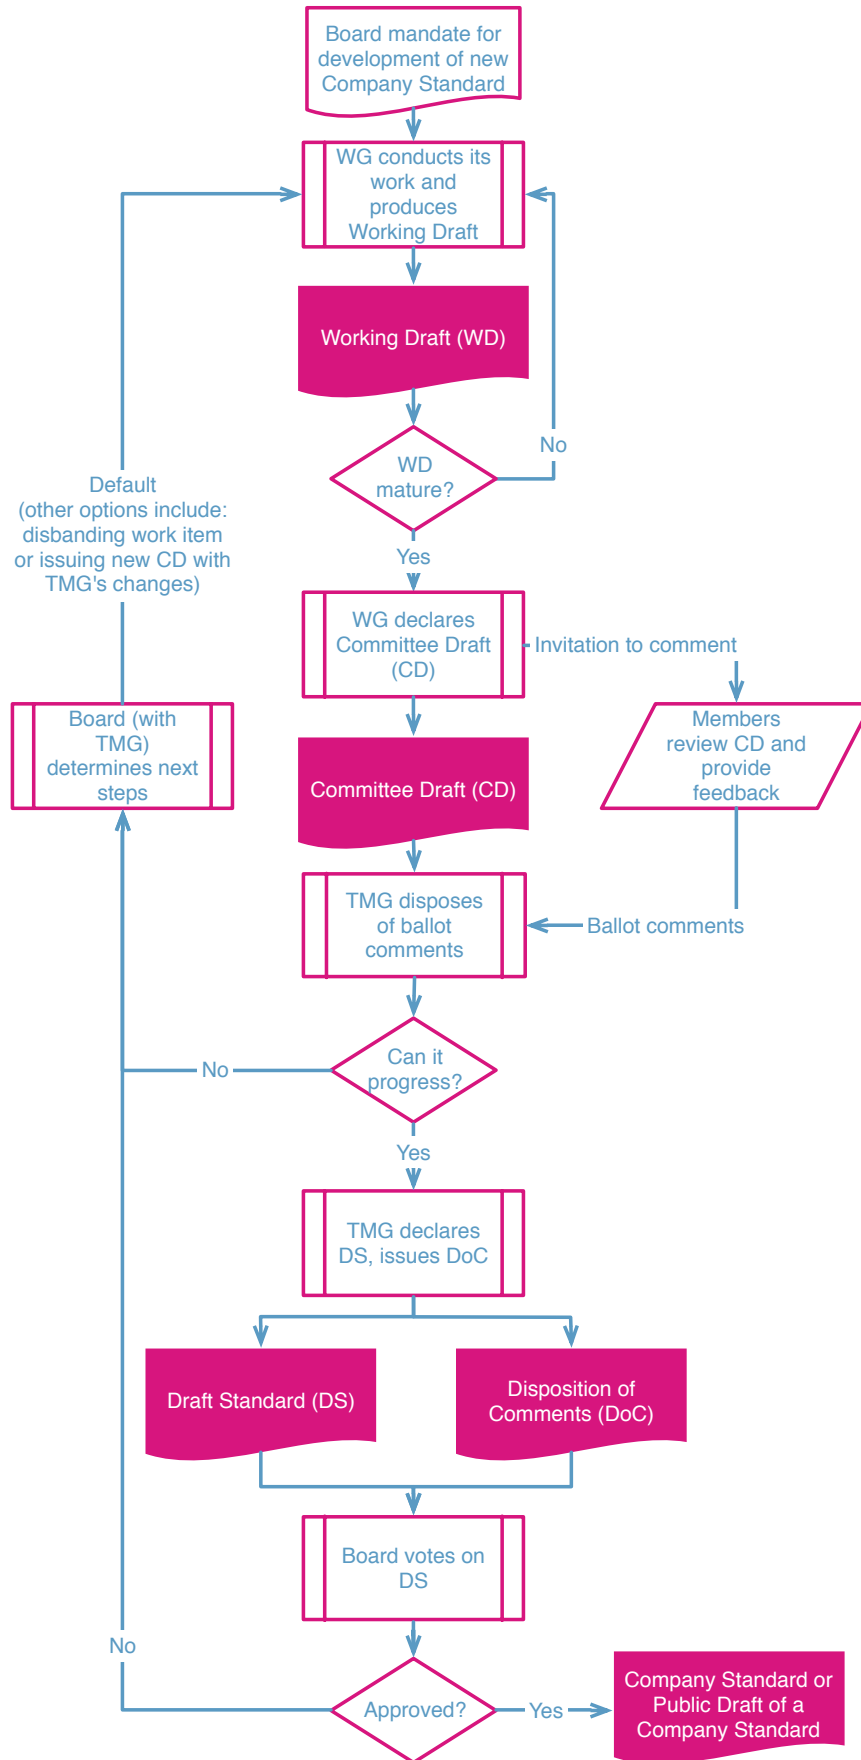 Board mandate for
development of new
Company Standard
WG conducts its
work and
produces
Working Draft
Working Draft (WD)
WD
mature?
No
Default
(other options include:
disbanding work item
or issuing new CD with
TMG's changes)
Yes
WG declares
Committee Draft
(CD)
Invitation to comment
Board (with
TMG)
determines next
steps
Members
review CD and
provide
feedback
Committee Draft (CD)
TMG disposes
of ballot
comments
Ballot comments
Can it
progress?
No
Yes
TMG declares
DS, issues DoC
Draft Standard (DS)
Disposition of
Comments (DoC)
Board votes on
DS
No
Approved?
Yes
Company Standard or
Public Draft of a
Company Standard